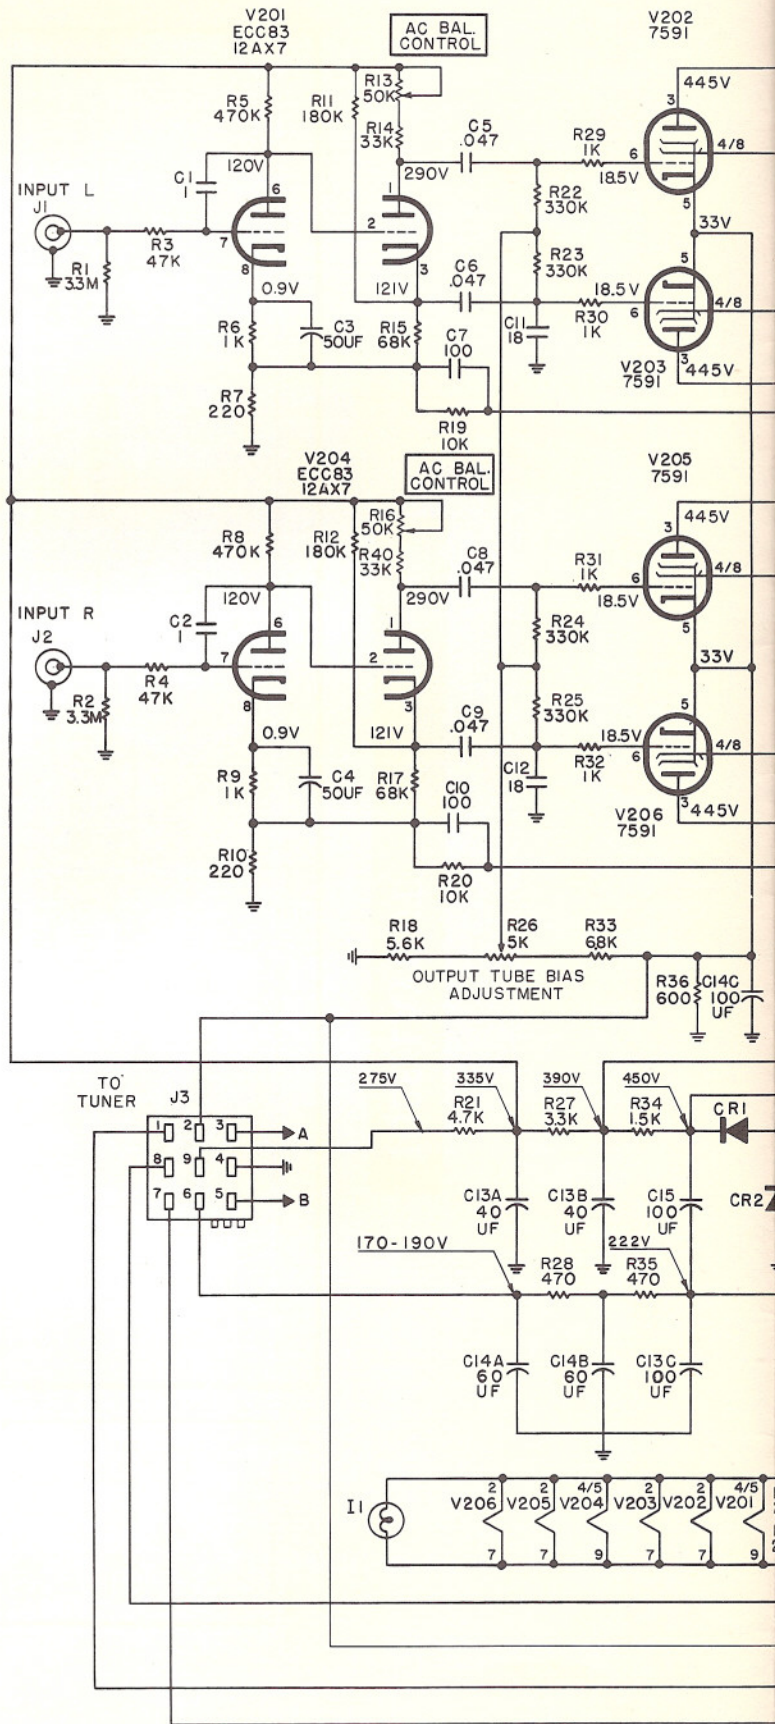 V201
ECC83
12AX7
AC BAL.
CONTROL
V202
7591
R5
470K
R11
180K
R13
50K
R14
33K
C5
.047
R29
1K
3
445V
4/8
6
18.5V
5
33V
120V
290V
C1
1
6
1
R22
330K
INPUT L
J1
R3
47K
7
2
R1
3.3M
8
3
R23
330K
C6
.047
5
18.5V
6
4/8
0.9V
121V
R30
1K
R6
1K
C3
50UF
R15
68K
C7
100
C11
18
V203
7591
3
445V
R7
220
R19
10K
V204
ECC83
12AX7
AC BAL.
CONTROL
V205
7591
R8
470K
R12
180K
R16
50K
R40
33K
C8
.047
R31
1K
3
445V
4/8
6
18.5V
5
33V
120V
290V
C2
1
6
1
R24
330K
INPUT R
J2
R4
47K
7
2
R2
3.3M
8
3
R25
330K
C9
.047
5
18.5V
6
4/8
0.9V
121V
R32
1K
R9
1K
C4
50UF
R17
68K
C10
100
C12
18
V206
7591
3
445V
R10
220
R20
10K
R18
5.6K
R26
5K
R33
6.8K
OUTPUT TUBE BIAS
ADJUSTMENT
R36
600
C14C
100
UF
TO
TUNER
J3
275V
335V
390V
450V
R21
4.7K
R27
3.3K
R34
1.5K
CR1
1
2
3
A
8
9
4
7
6
5
B
C13A
40
UF
C13B
40
UF
C15
100
UF
CR2
170-190V
222V
R28
470
R35
470
C14A
60
UF
C14B
60
UF
C13C
100
UF
I1
2
2
4/5
2
2
4/5
V206
V205
V204
V203
V202
V201
7
7
9
7
7
9